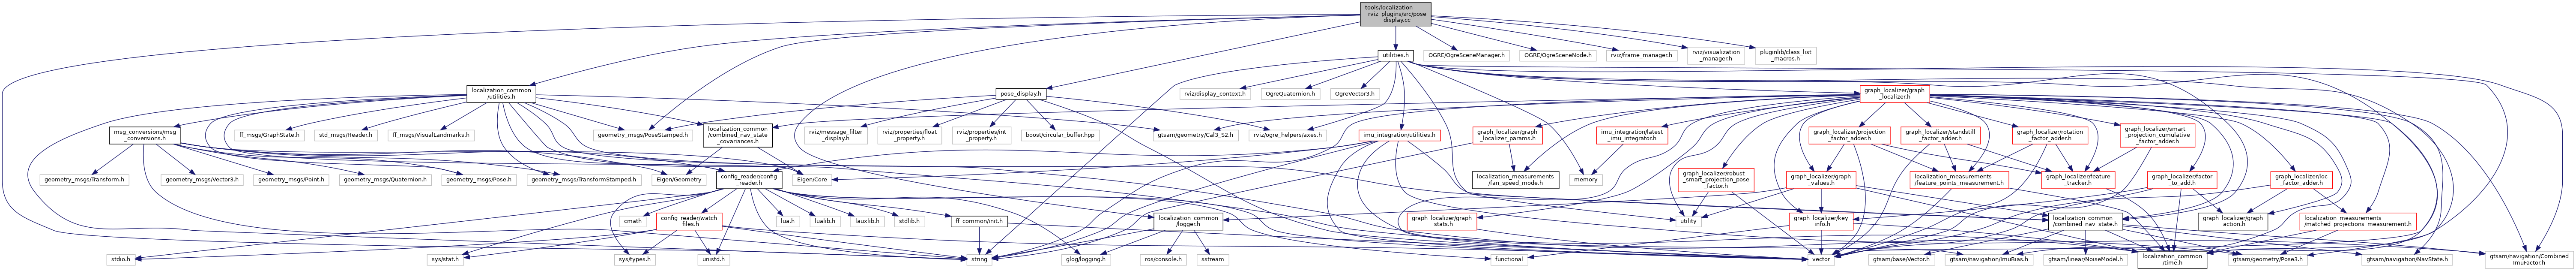 tools/localization
_rviz_plugins/src/pose
_display.cc
utilities.h
OGRE/OgreSceneManager.h
OGRE/OgreSceneNode.h
rviz/frame_manager.h
rviz/visualization
_manager.h
pluginlib/class_list
_macros.h
localization_common
/utilities.h
pose_display.h
rviz/display_context.h
OgreQuaternion.h
OgreVector3.h
graph_localizer/graph
_localizer.h
msg_conversions/msg
_conversions.h
ff_msgs/GraphState.h
std_msgs/Header.h
ff_msgs/VisualLandmarks.h
geometry_msgs/PoseStamped.h
localization_common
/combined_nav_state
_covariances.h
rviz/message_filter
_display.h
rviz/properties/float
_property.h
rviz/properties/int
_property.h
boost/circular_buffer.hpp
gtsam/geometry/Cal3_S2.h
rviz/ogre_helpers/axes.h
imu_integration/utilities.h
graph_localizer/graph
_localizer_params.h
imu_integration/latest
_imu_integrator.h
graph_localizer/projection
_factor_adder.h
graph_localizer/standstill
_factor_adder.h
graph_localizer/rotation
_factor_adder.h
graph_localizer/smart
_projection_cumulative
_factor_adder.h
geometry_msgs/Transform.h
geometry_msgs/Vector3.h
geometry_msgs/Point.h
geometry_msgs/Quaternion.h
geometry_msgs/Pose.h
geometry_msgs/TransformStamped.h
Eigen/Geometry
config_reader/config
_reader.h
Eigen/Core
localization_measurements
/fan_speed_mode.h
memory
graph_localizer/robust
_smart_projection_pose
_factor.h
graph_localizer/graph
_values.h
localization_measurements
/feature_points_measurement.h
graph_localizer/feature
_tracker.h
graph_localizer/factor
_to_add.h
graph_localizer/loc
_factor_adder.h
cmath
config_reader/watch
_files.h
lua.h
lualib.h
lauxlib.h
stdlib.h
ff_common/init.h
localization_common
/logger.h
utility
graph_localizer/graph
_stats.h
graph_localizer/key
_info.h
localization_common
/combined_nav_state.h
graph_localizer/graph
_action.h
localization_measurements
/matched_projections_measurement.h
stdio.h
sys/stat.h
sys/types.h
unistd.h
string
glog/logging.h
ros/console.h
sstream
functional
vector
gtsam/base/Vector.h
gtsam/navigation/ImuBias.h
gtsam/linear/NoiseModel.h
localization_common
/time.h
gtsam/geometry/Pose3.h
gtsam/navigation/NavState.h
gtsam/navigation/Combined
ImuFactor.h